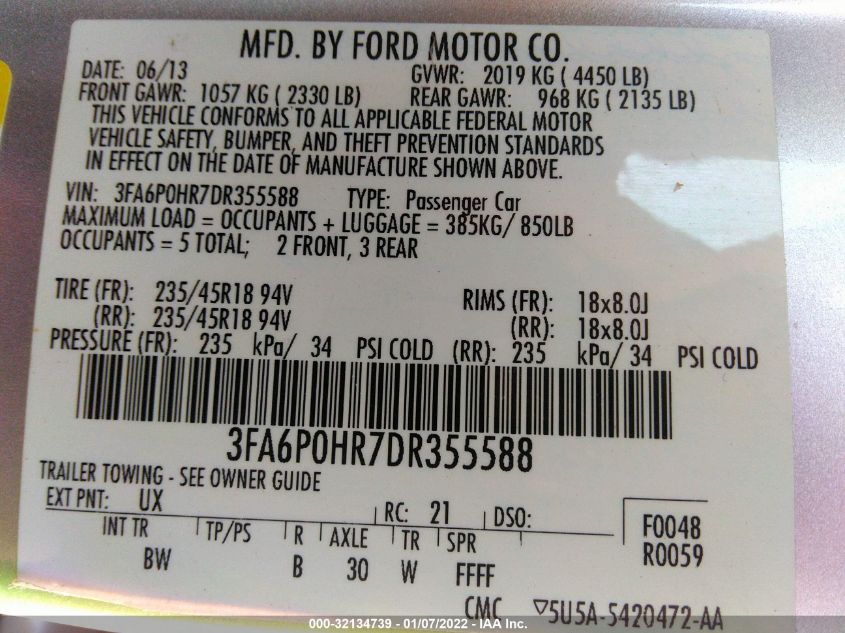 MFD. BY FORD MOTOR CO.
DATE: 06/13 GVWR: 2019 KG ( 4450 LB)
FRONT GAWR: 1057 KG ( 2330 LB) REAR GAWR: 968 KG ( 2135 LB)
THIS VEHICLE CONFORMS TO ALL APPLICABLE FEDERAL MOTOR
VEHICLE SAFETY, BUMPER, AND THEFT PREVENTION STANDARDS
IN EFFECT ON THE DATE OF MANUFACTURE SHOWN ABOVE.
VIN: 3FA6P0HR7DR355588 TYPE: Passenger Car
MAXIMUM LOAD = OCCUPANTS + LUGGAGE = 385KG/ 850LB
OCCUPANTS = 5 TOTAL; 2 FRONT, 3 REAR
TIRE (FR): 235/45R18 94V RIMS (FR): 18x8.0J
(RR): 235/45R18 94V (RR): 18x8.0J
PRESSURE (FR): 235 kPa/ 34 PSI COLD (RR): 235 kPa/ 34 PSI COLD
3FA6P0HR7DR355588
TRAILER TOWING - SEE OWNER GUIDE
EXT PNT: UX RC: 21 DSO: F0048
INT TR TP/PS R AXLE TR SPR R0059
BW B 30 W FFFF
CMC ▽5U5A-5420472-AA
000-32134739 - 01/07/2022 - IAA Inc.